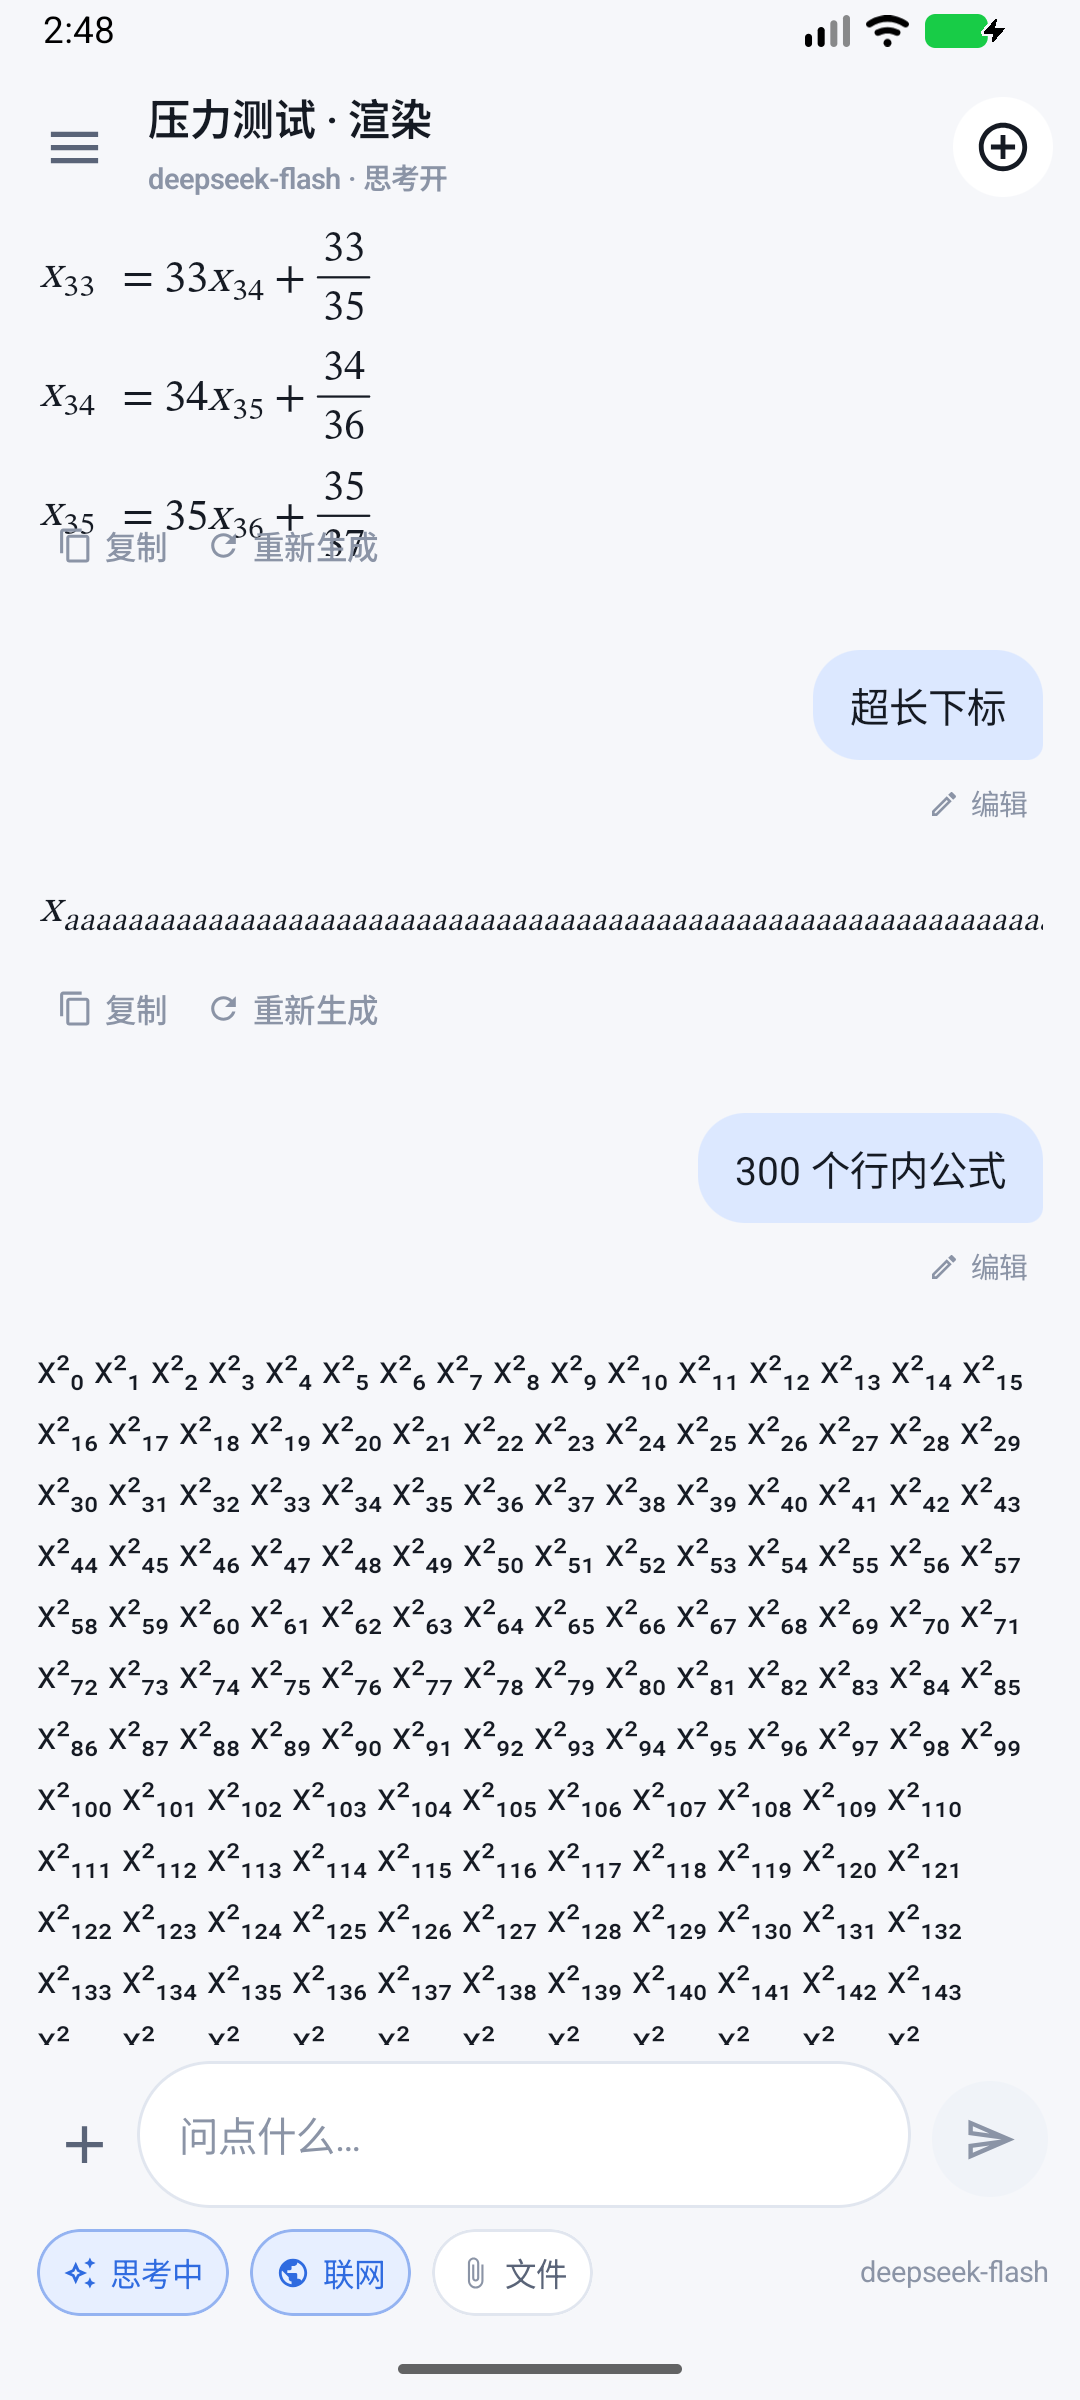 2:48
压力测试 · 渲染
deepseek-flash · 思考开
x₃₃ = 33x₃₄ + 33/35
x₃₄ = 34x₃₅ + 34/36
x₃₅ = 35x₃₆ + 35/37
复制 重新生成
超长下标
编辑
复制 重新生成
300 个行内公式
编辑
x²₀ x²₁ x²₂ x²₃ x²₄ x²₅ x²₆ x²₇ x²₈ x²₉ x²₁₀ x²₁₁ x²₁₂ x²₁₃ x²₁₄ x²₁₅
x²₁₆ x²₁₇ x²₁₈ x²₁₉ x²₂₀ x²₂₁ x²₂₂ x²₂₃ x²₂₄ x²₂₅ x²₂₆ x²₂₇ x²₂₈ x²₂₉
x²₃₀ x²₃₁ x²₃₂ x²₃₃ x²₃₄ x²₃₅ x²₃₆ x²₃₇ x²₃₈ x²₃₉ x²₄₀ x²₄₁ x²₄₂ x²₄₃
x²₄₄ x²₄₅ x²₄₆ x²₄₇ x²₄₈ x²₄₉ x²₅₀ x²₅₁ x²₅₂ x²₅₃ x²₅₄ x²₅₅ x²₅₆ x²₅₇
x²₅₈ x²₅₉ x²₆₀ x²₆₁ x²₆₂ x²₆₃ x²₆₄ x²₆₅ x²₆₆ x²₆₇ x²₆₈ x²₆₉ x²₇₀ x²₇₁
x²₇₂ x²₇₃ x²₇₄ x²₇₅ x²₇₆ x²₇₇ x²₇₈ x²₇₉ x²₈₀ x²₈₁ x²₈₂ x²₈₃ x²₈₄ x²₈₅
x²₈₆ x²₈₇ x²₈₈ x²₈₉ x²₉₀ x²₉₁ x²₉₂ x²₉₃ x²₉₄ x²₉₅ x²₉₆ x²₉₇ x²₉₈ x²₉₉
x²₁₀₀ x²₁₀₁ x²₁₀₂ x²₁₀₃ x²₁₀₄ x²₁₀₅ x²₁₀₆ x²₁₀₇ x²₁₀₈ x²₁₀₉ x²₁₁₀
x²₁₁₁ x²₁₁₂ x²₁₁₃ x²₁₁₄ x²₁₁₅ x²₁₁₆ x²₁₁₇ x²₁₁₈ x²₁₁₉ x²₁₂₀ x²₁₂₁
x²₁₂₂ x²₁₂₃ x²₁₂₄ x²₁₂₅ x²₁₂₆ x²₁₂₇ x²₁₂₈ x²₁₂₉ x²₁₃₀ x²₁₃₁ x²₁₃₂
x²₁₃₃ x²₁₃₄ x²₁₃₅ x²₁₃₆ x²₁₃₇ x²₁₃₈ x²₁₃₉ x²₁₄₀ x²₁₄₁ x²₁₄₂ x²₁₄₃
问点什么...
思考中 联网 文件 deepseek-flash